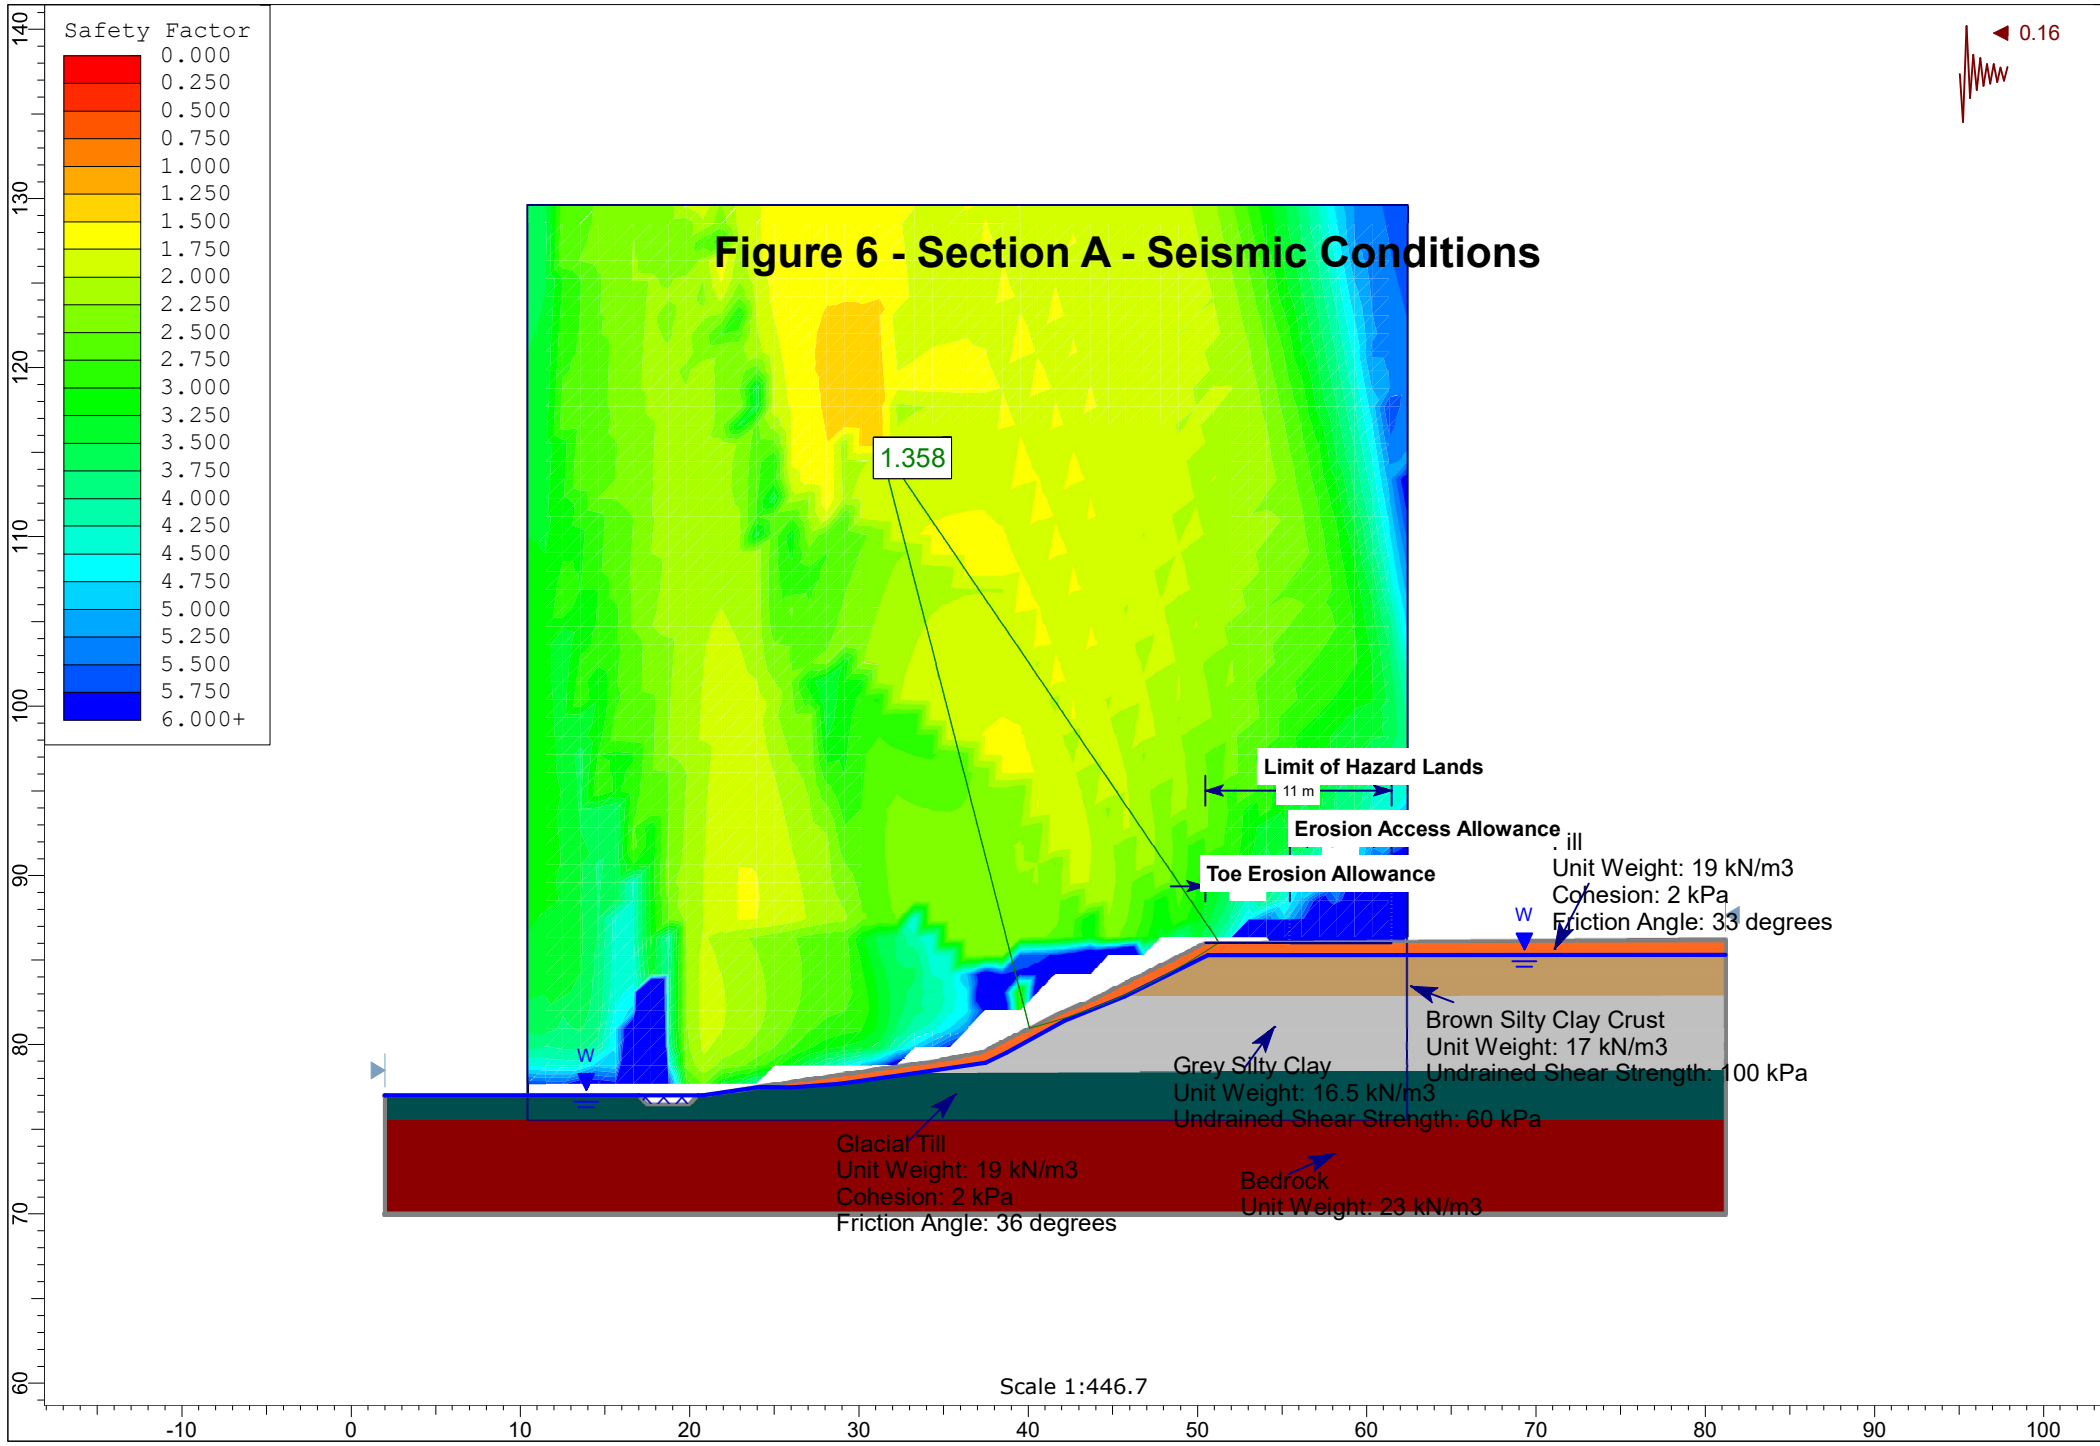 Safety Factor
0.000
0.250
0.500
0.750
1.000
1.250
1.500
1.750
2.000
2.250
2.500
2.750
3.000
3.250
3.500
3.750
4.000
4.250
4.500
4.750
5.000
5.250
5.500
5.750
6.000+
0.16
Figure 6 - Section A - Seismic Conditions
1.358
Limit of Hazard Lands
11 m
Erosion Access Allowance
Toe Erosion Allowance
ill
Unit Weight: 19 kN/m3
Cohesion: 2 kPa
Friction Angle: 33 degrees
W
W
Brown Silty Clay Crust
Unit Weight: 17 kN/m3
Undrained Shear Strength: 100 kPa
Grey Silty Clay
Unit Weight: 16.5 kN/m3
Undrained Shear Strength: 60 kPa
Glacial Till
Unit Weight: 19 kN/m3
Cohesion: 2 kPa
Friction Angle: 36 degrees
Bedrock
Unit Weight: 23 kN/m3
Scale 1:446.7
140
130
120
110
100
90
80
70
60
-10
0
10
20
30
40
50
60
70
80
90
100